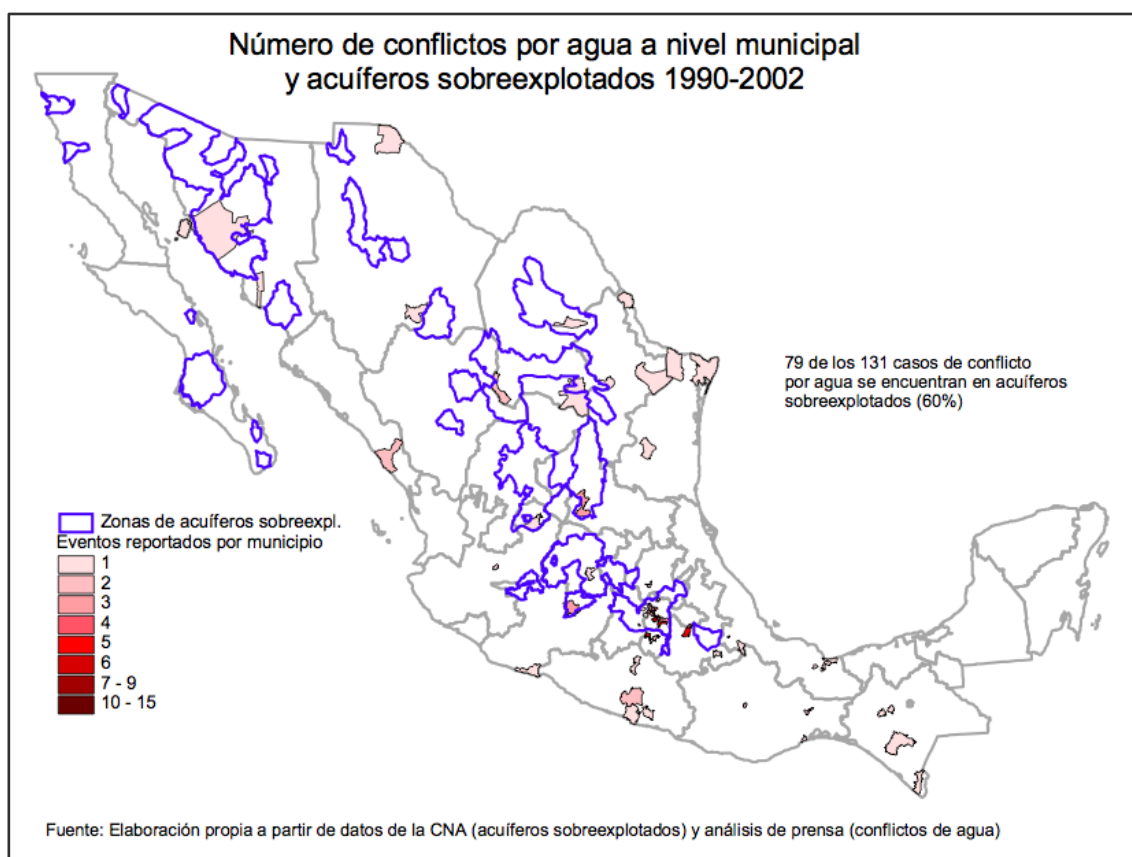 Número de conflictos por agua a nivel municipal
y acuíferos sobreexplotados 1990-2002
79 de los 131 casos de conflicto
por agua se encuentran en acuíferos
sobreexplotados (60%)
Zonas de acuíferos sobreexpl.
Eventos reportados por municipio
1
2
3
4
5
6
7 - 9
10 - 15
Fuente: Elaboración propia a partir de datos de la CNA (acuíferos sobreexplotados) y análisis de prensa (conflictos de agua)